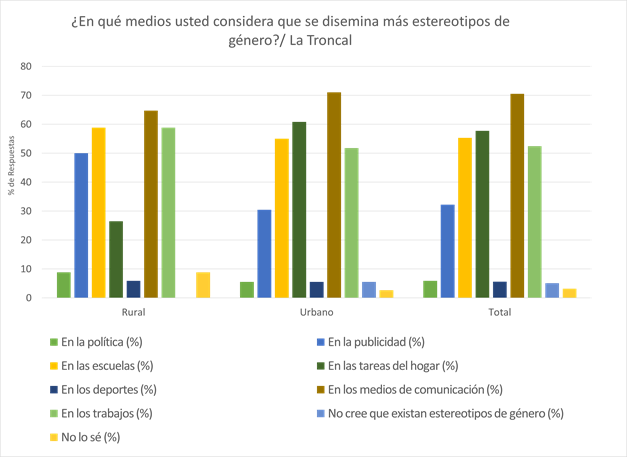 ¿En qué medios usted considera que se disemina más estereotipos de
género?/ La Troncal
% de Respuestas
80
70
60
50
40
30
20
10
0
Rural
Urbano
Total
En la política (%)
En la publicidad (%)
En las escuelas (%)
En las tareas del hogar (%)
En los deportes (%)
En los medios de comunicación (%)
En los trabajos (%)
No cree que existan estereotipos de género (%)
No lo sé (%)